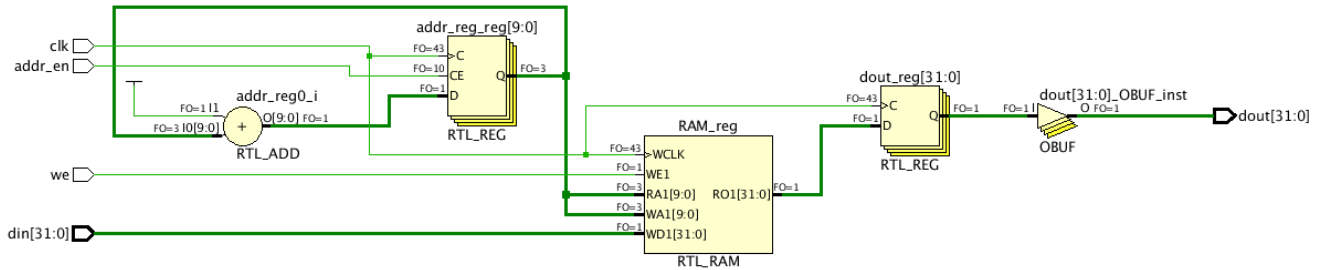 clk
addr_en
we
din[31:0]
FO=1 I1
addr_reg0_i
FO=3 I0[9:0]
+
O[9:0] FO=1
RTL_ADD
addr_reg_reg[9:0]
FO=43 C
FO=10 CE
FO=1 D
Q FO=3
RTL_REG
RAM_reg
FO=43 WCLK
FO=1 WE1
FO=3 RA1[9:0]
FO=3 WA1[9:0]
FO=1 WD1[31:0]
RO1[31:0] FO=1
RTL_RAM
dout_reg[31:0]
FO=43 C
FO=1 D
Q FO=1
RTL_REG
dout[31:0]_OBUF_inst
FO=1 I
O FO=1
OBUF
dout[31:0]